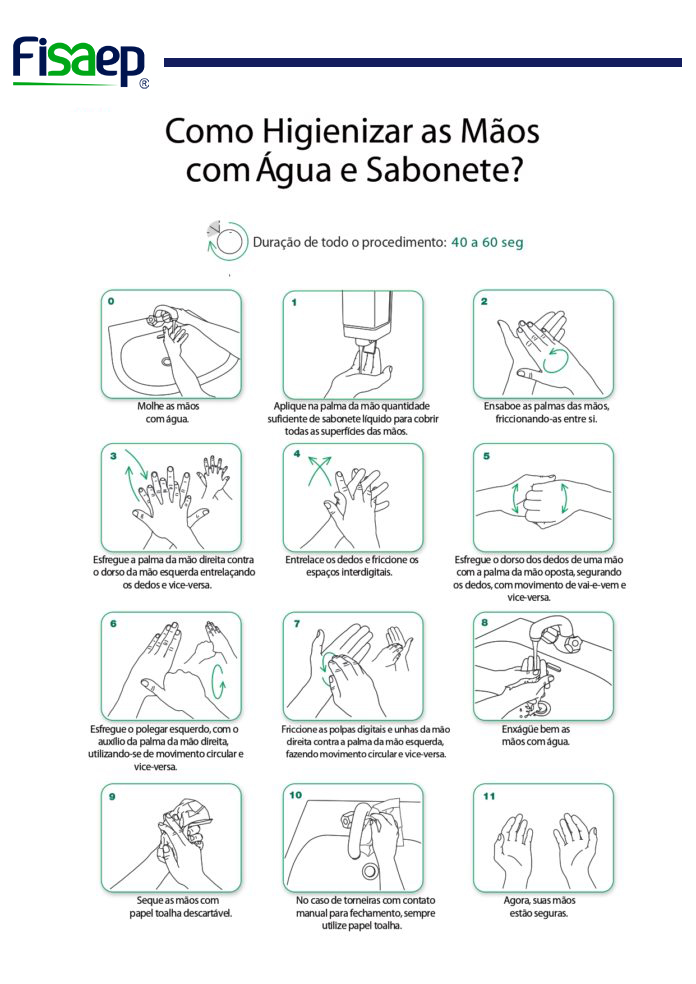 Fisaep®
Como Higienizar as Mãos
com Água e Sabonete?
Duração de todo o procedimento: 40 a 60 seg
0
Molhe as mãos
com água.
1
Aplique na palma da mão quantidade
suficiente de sabonete líquido para cobrir
todas as superfícies das mãos.
2
Ensaboe as palmas das mãos,
friccionando-as entre si.
3
Esfregue a palma da mão direita contra
o dorso da mão esquerda entrelaçando
os dedos e vice-versa.
4
Entrelace os dedos e friccione os
espaços interdigitais.
5
Esfregue o dorso dos dedos de uma mão
com a palma da mão oposta, segurando
os dedos, com movimento de vai-e-vem e
vice-versa.
6
Esfregue o polegar esquerdo, com o
auxílio da palma da mão direita,
utilizando-se de movimento circular e
vice-versa.
7
Friccione as polpas digitais e unhas da mão
direita contra a palma da mão esquerda,
fazendo movimento circular e vice-versa.
8
Enxágüe bem as
mãos com água.
9
Seque as mãos com
papel toalha descartável.
10
No caso de torneiras com contato
manual para fechamento, sempre
utilize papel toalha.
11
Agora, suas mãos
estão seguras.